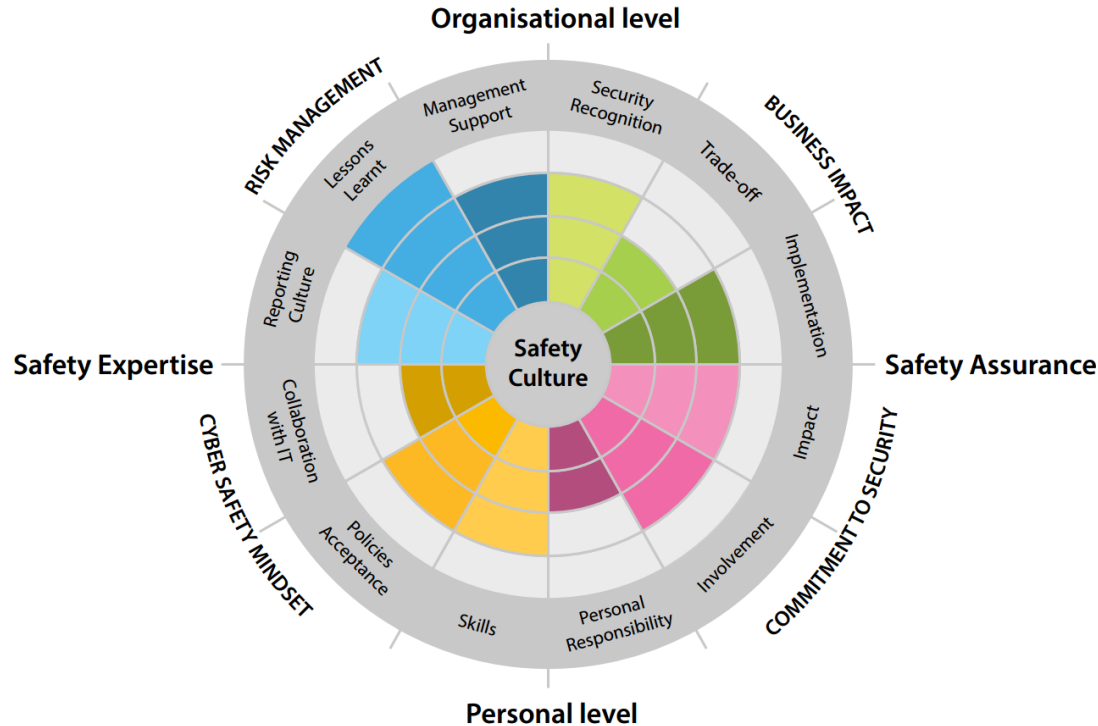 Organisational level
RISK MANAGEMENT
BUSINESS IMPACT
Management
Support
Security
Recognition
Lessons
Learnt
Trade-off
Reporting
Culture
Implementation
Safety Expertise
Safety
Culture
Safety Assurance
Collaboration
with IT
Impact
CYBER SAFETY MINDSET
COMMITMENT TO SECURITY
Policies
Acceptance
Involvement
Skills
Personal
Responsibility
Personal level